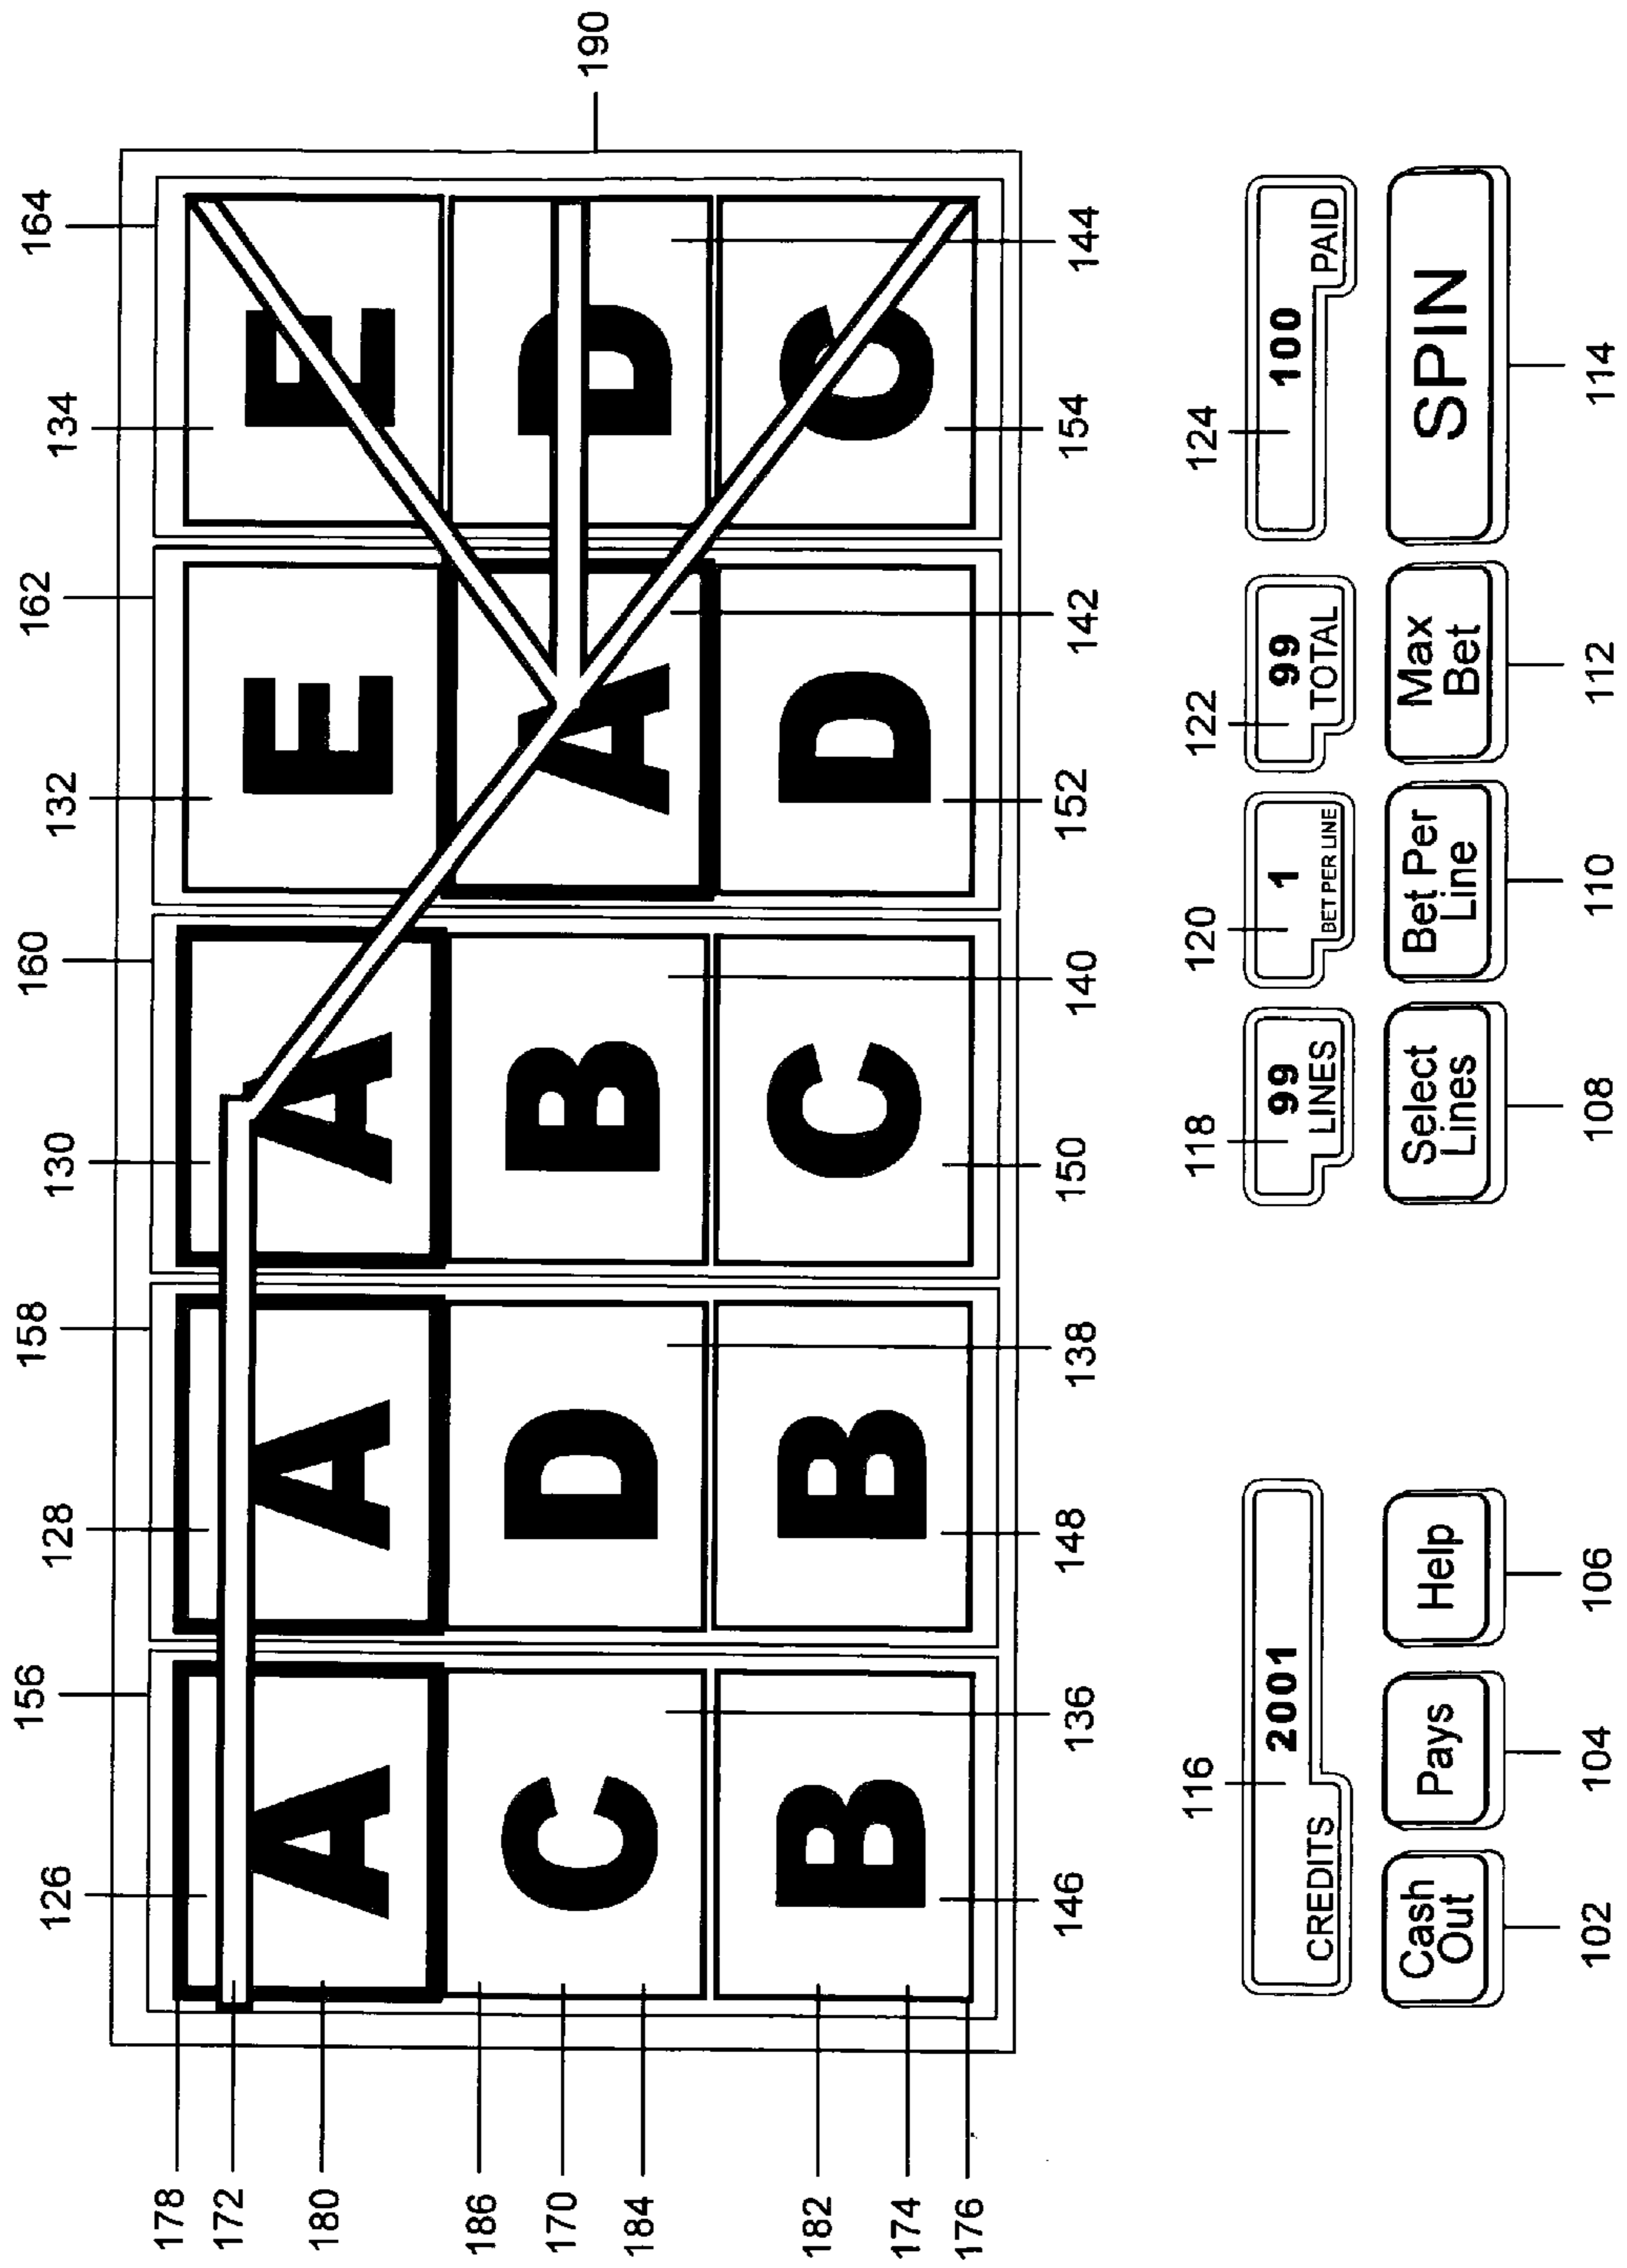 156 158 160 162 164
126 128 130 132 134
178
172
180
A A A E E
186
170
184
C D B A D
190
182
174
176
B B C D C
136 138 140 142 144
146 148 150 152 154
116 118 120 122 124
2001 99 1 99 100
CREDITS LINES BET PER LINE TOTAL PAID
Cash Pays Help Select Bet Per Max SPIN
Out Lines Line Bet
102 104 106 108 110 112 114